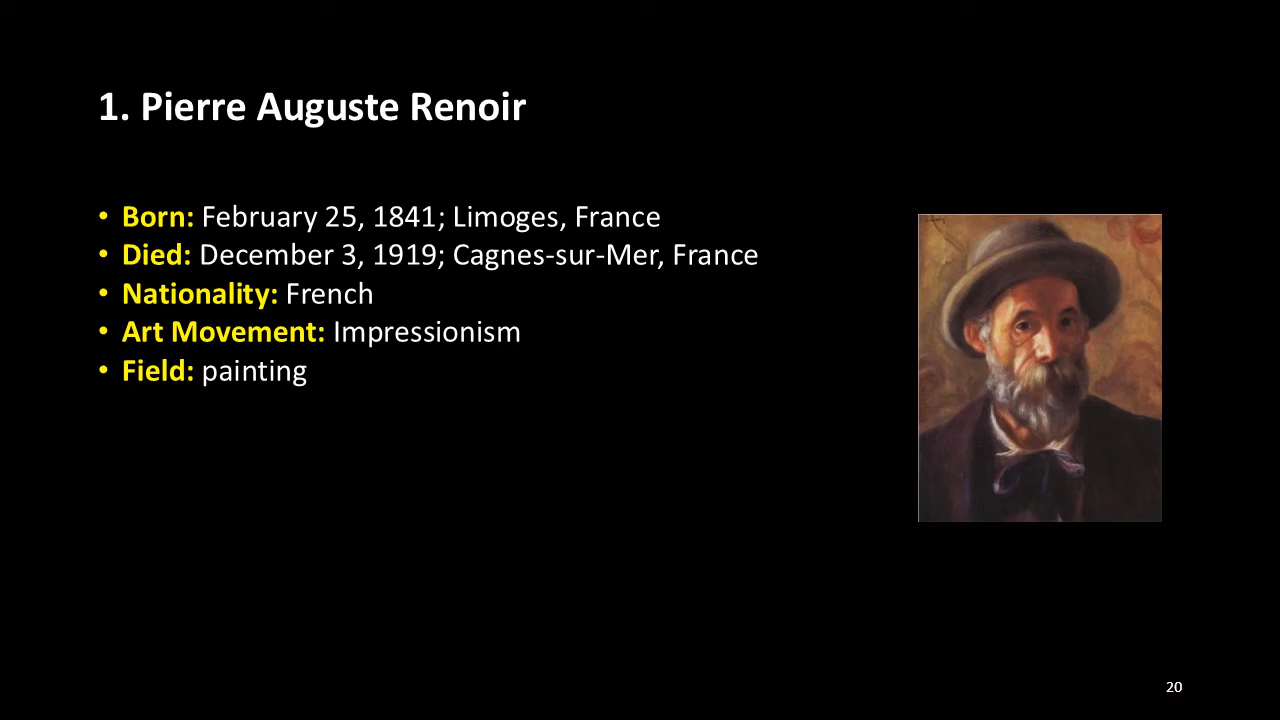 1. Pierre Auguste Renoir
• Born: February 25, 1841; Limoges, France
• Died: December 3, 1919; Cagnes-sur-Mer, France
• Nationality: French
• Art Movement: Impressionism
• Field: painting
20